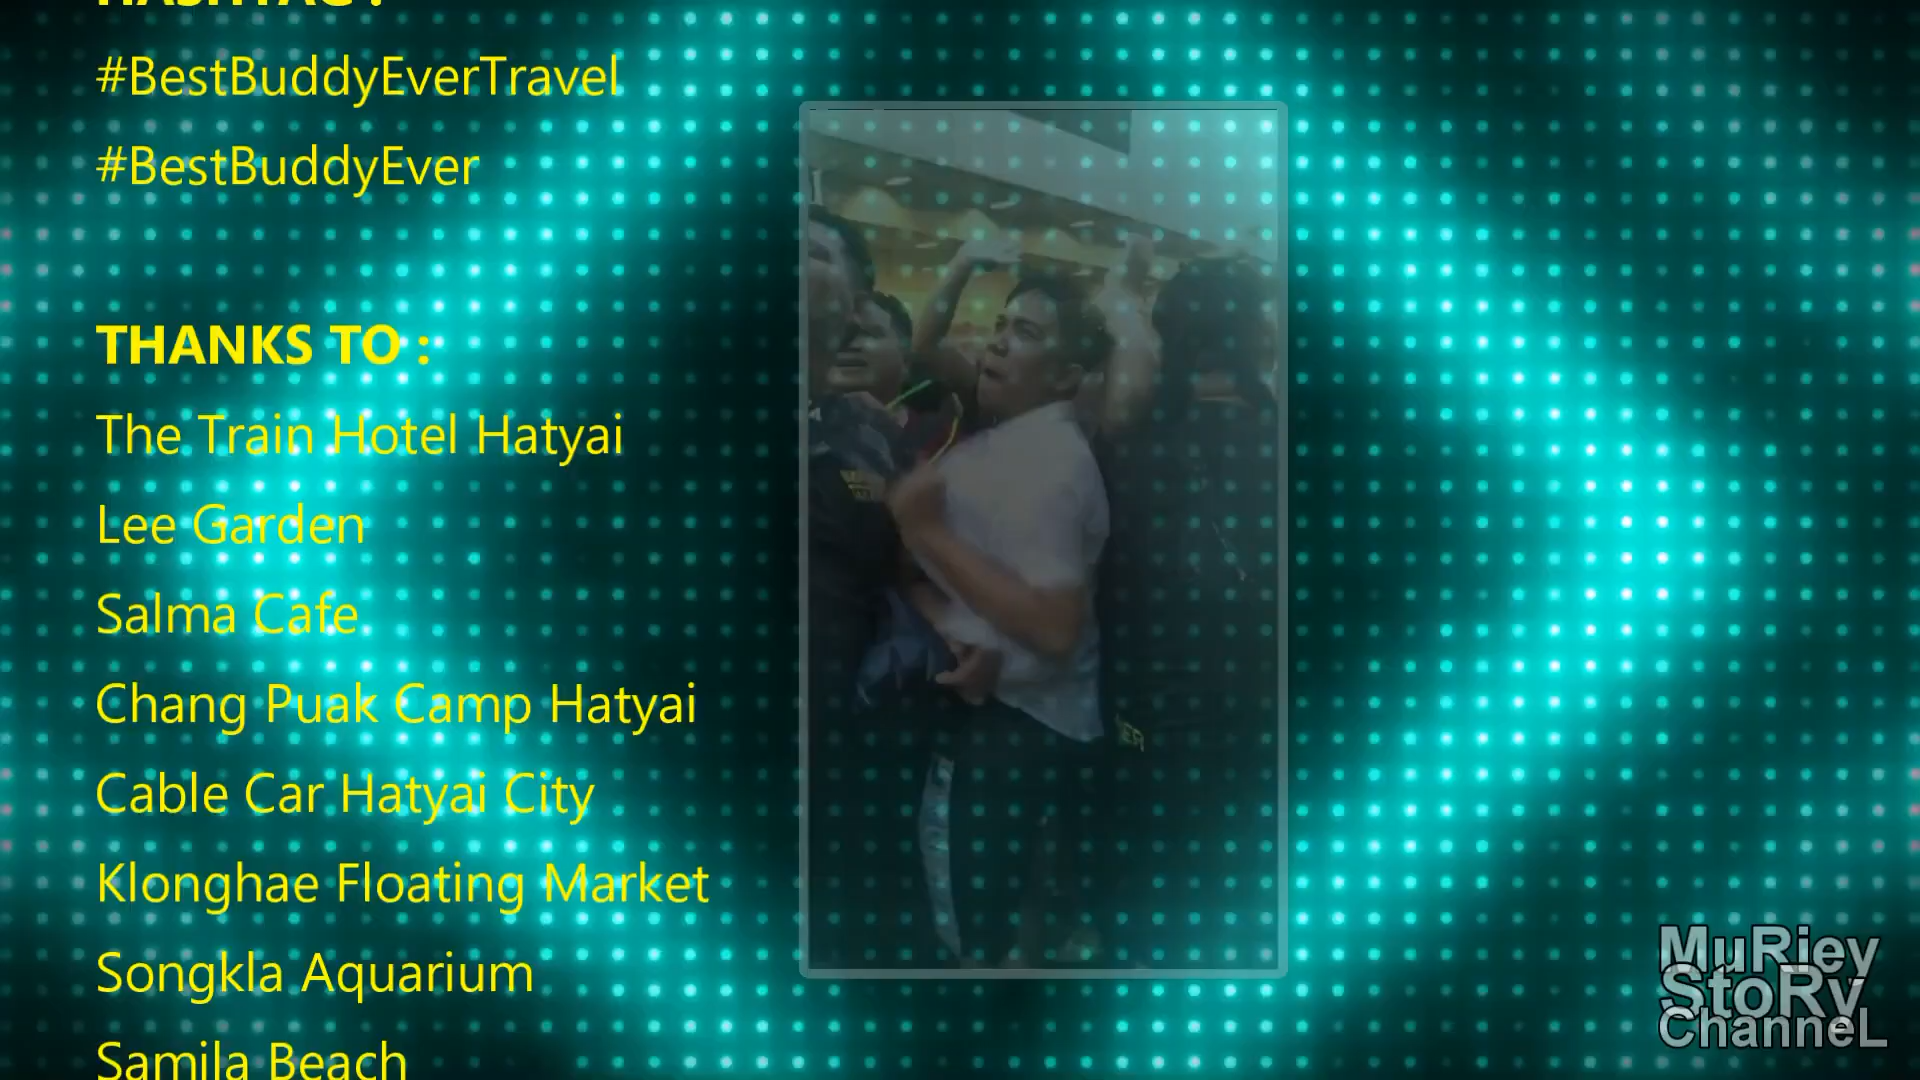 HASHTAG :
#BestBuddyEverTravel
#BestBuddyEver
THANKS TO :
The Train Hotel Hatyai
Lee Garden
Salma Cafe
Chang Puak Camp Hatyai
Cable Car Hatyai City
Klonghae Floating Market
Songkla Aquarium
Samila Beach
MuRiey
StoRy
ChanneL